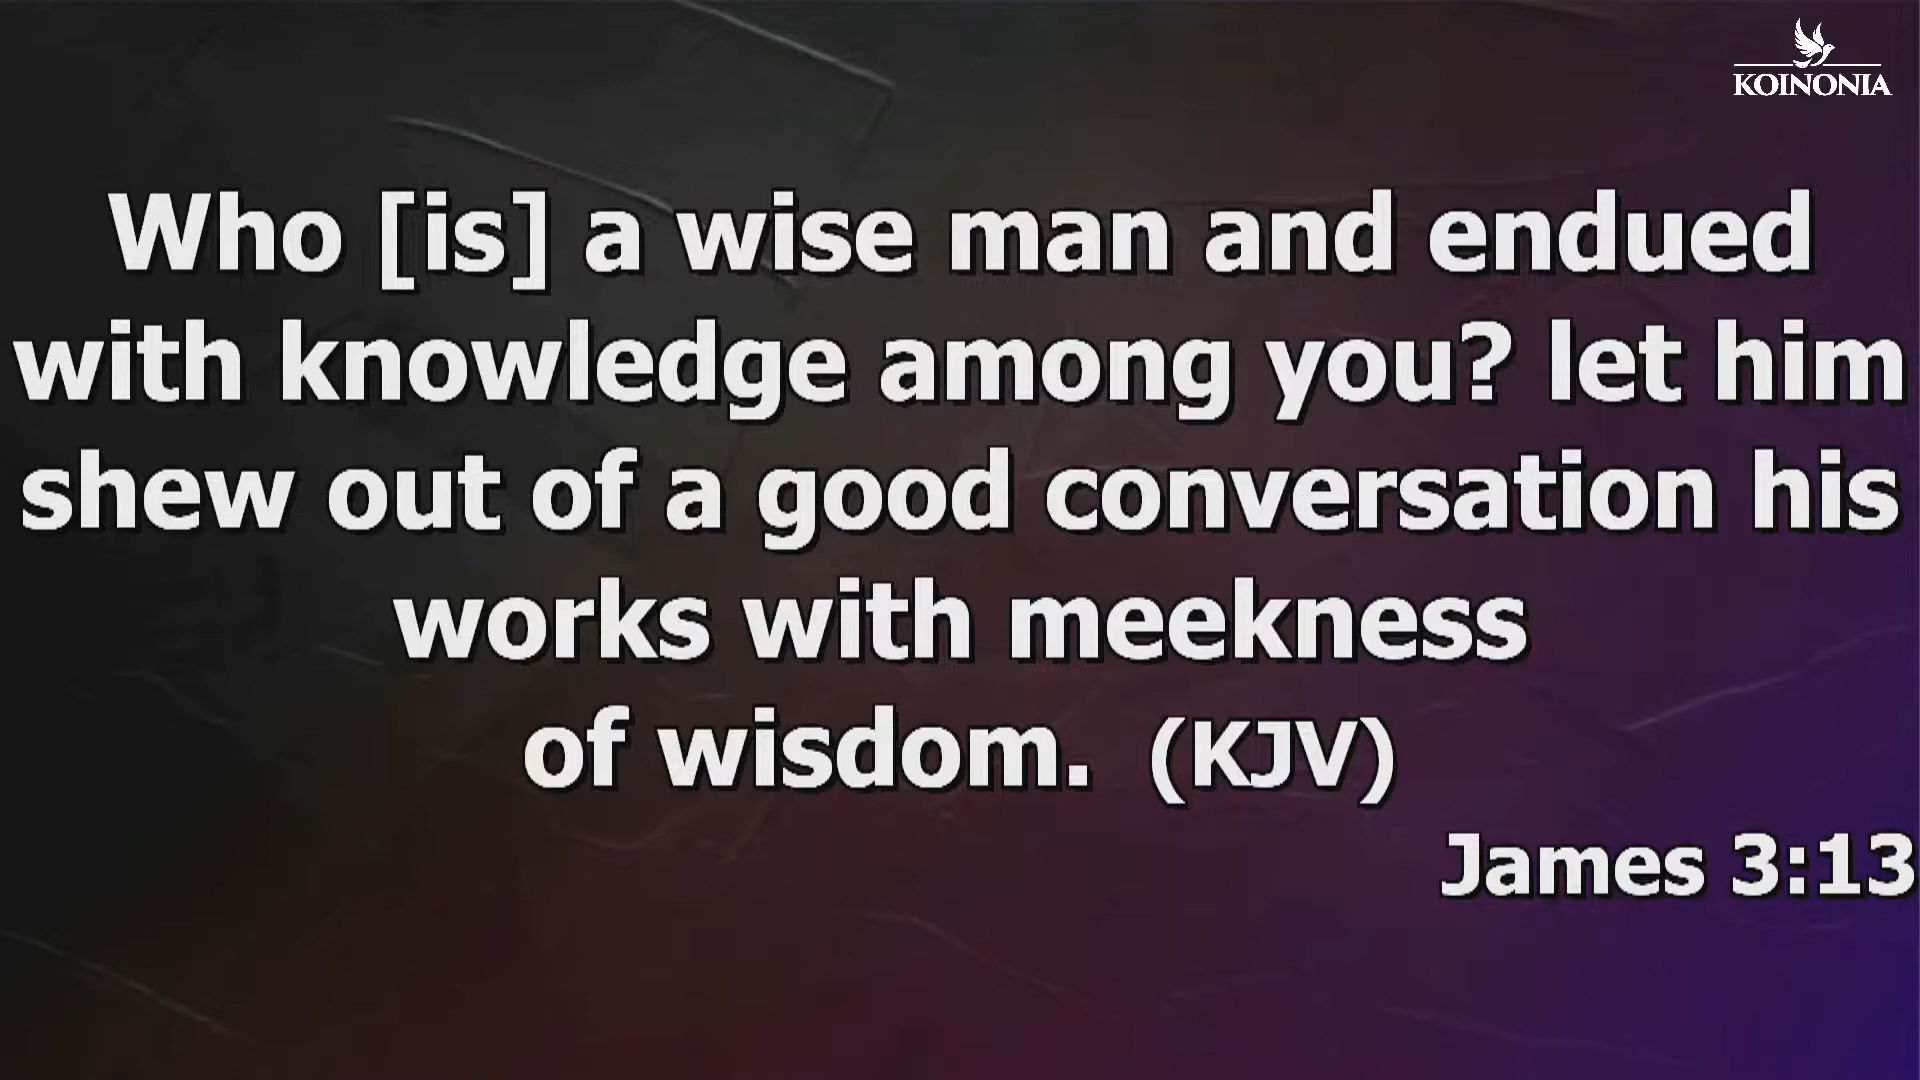 KOINONIA
Who [is] a wise man and endued
with knowledge among you? let him
shew out of a good conversation his
works with meekness
of wisdom. (KJV)
James 3:13